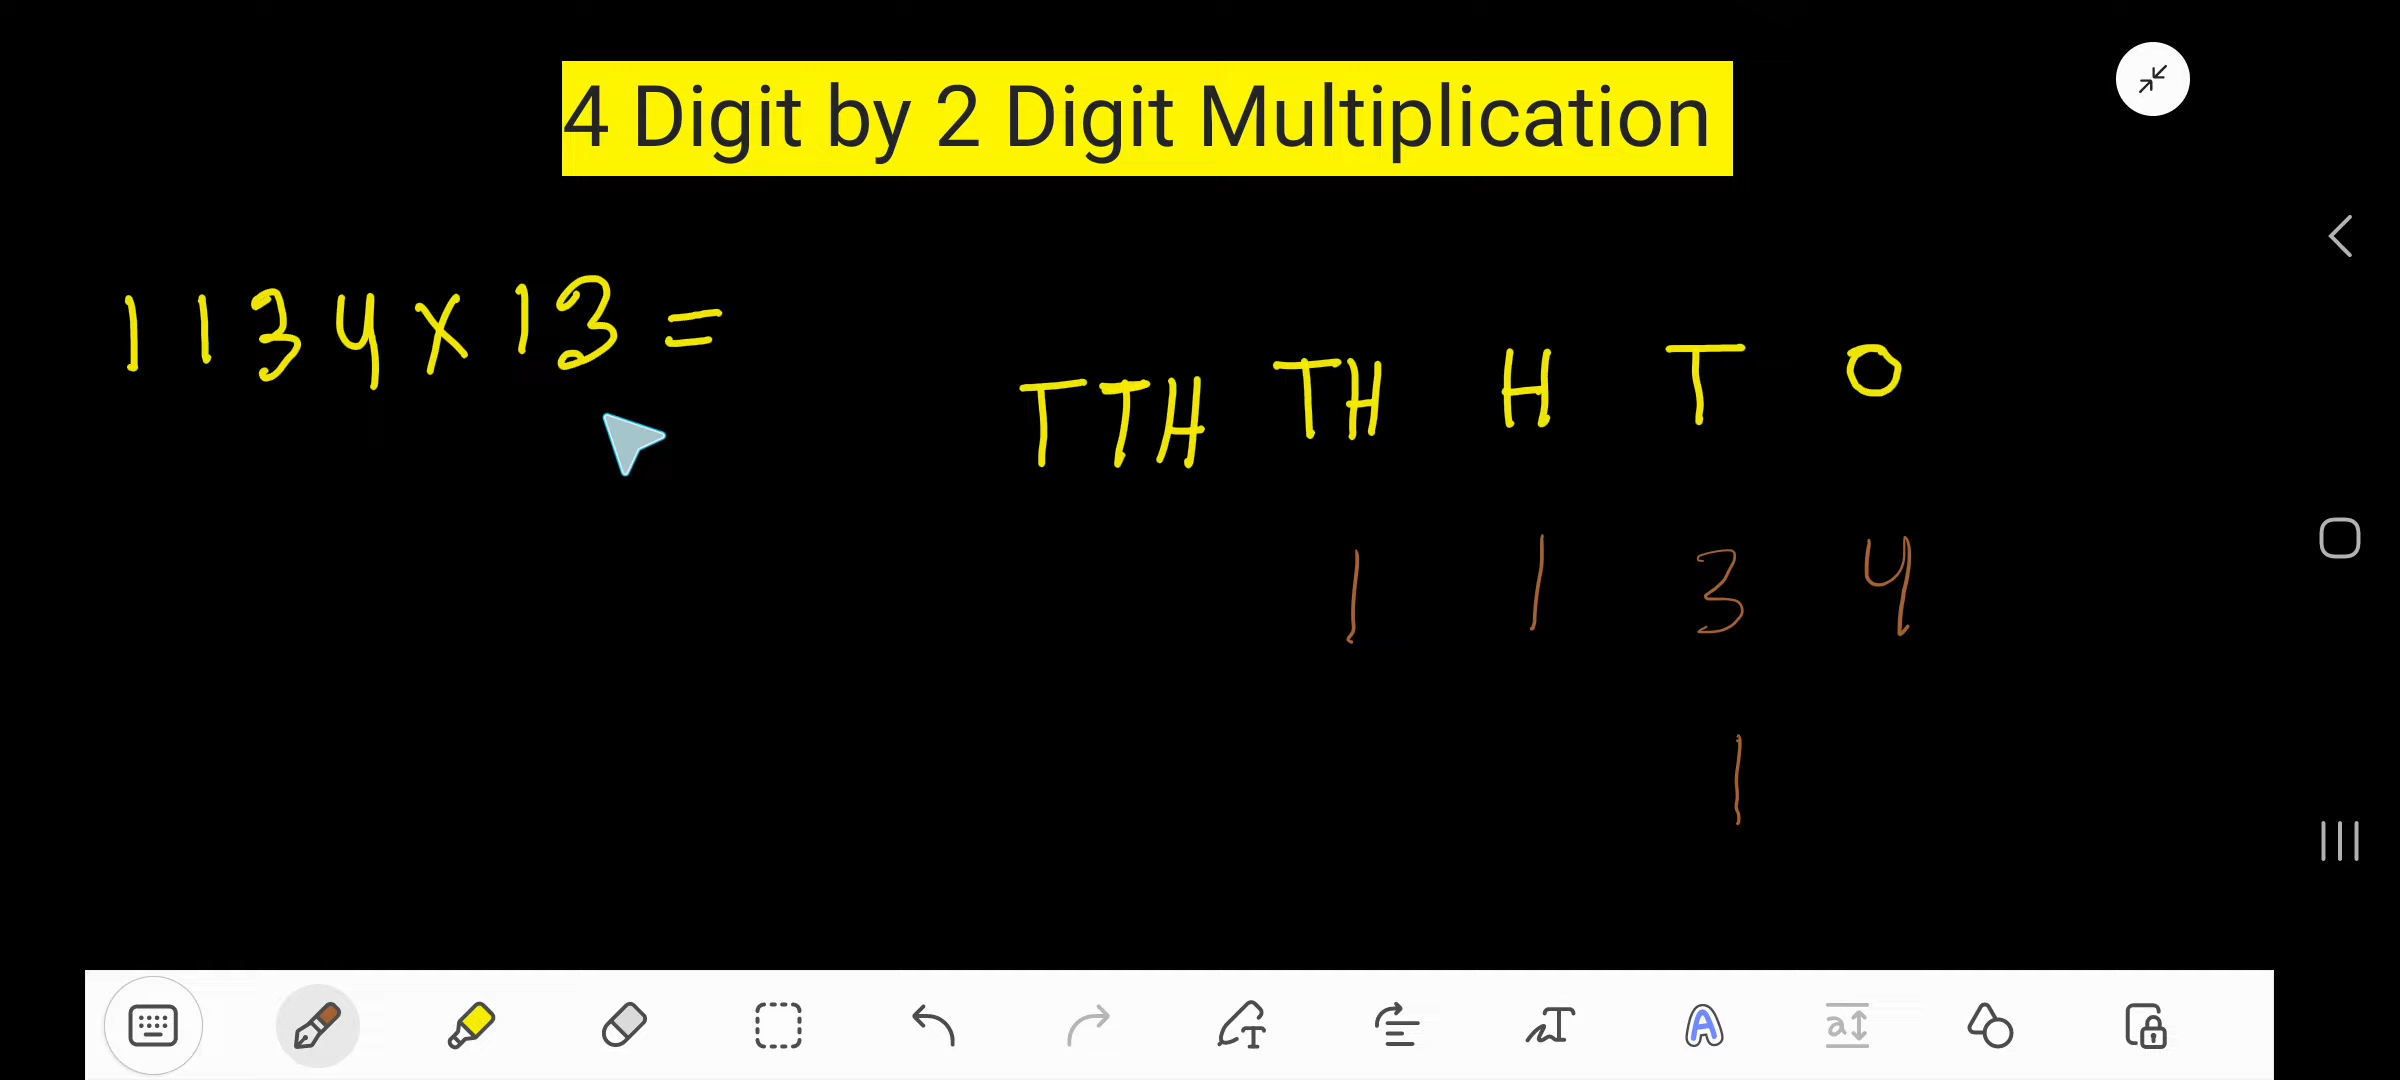 4 Digit by 2 Digit Multiplication
1134 x 13 =
TTH TH H T O
1 1 3 4
1